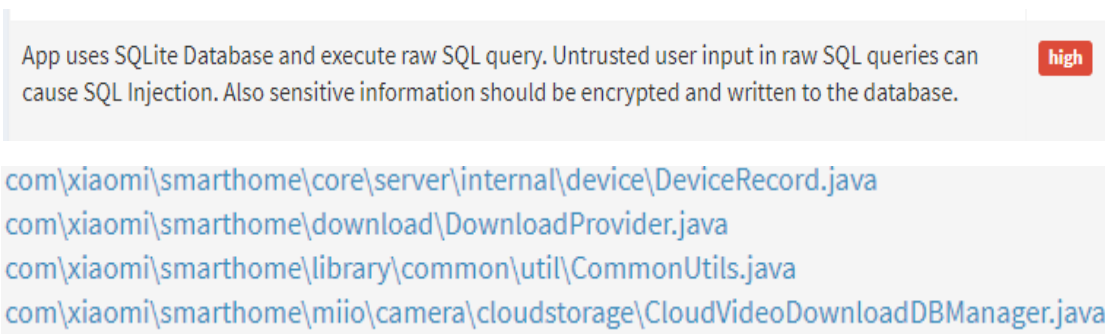 App uses SQLite Database and execute raw SQL query. Untrusted user input in raw SQL queries can
high
cause SQL Injection. Also sensitive information should be encrypted and written to the database.
com\xiaomi\smarthome\core\server\internal\device\DeviceRecord.java
com\xiaomi\smarthome\download\DownloadProvider.java
com\xiaomi\smarthome\library\common\util\CommonUtils.java
com\xiaomi\smarthome\miio\camera\cloudstorage\CloudVideoDownloadDBManager.java